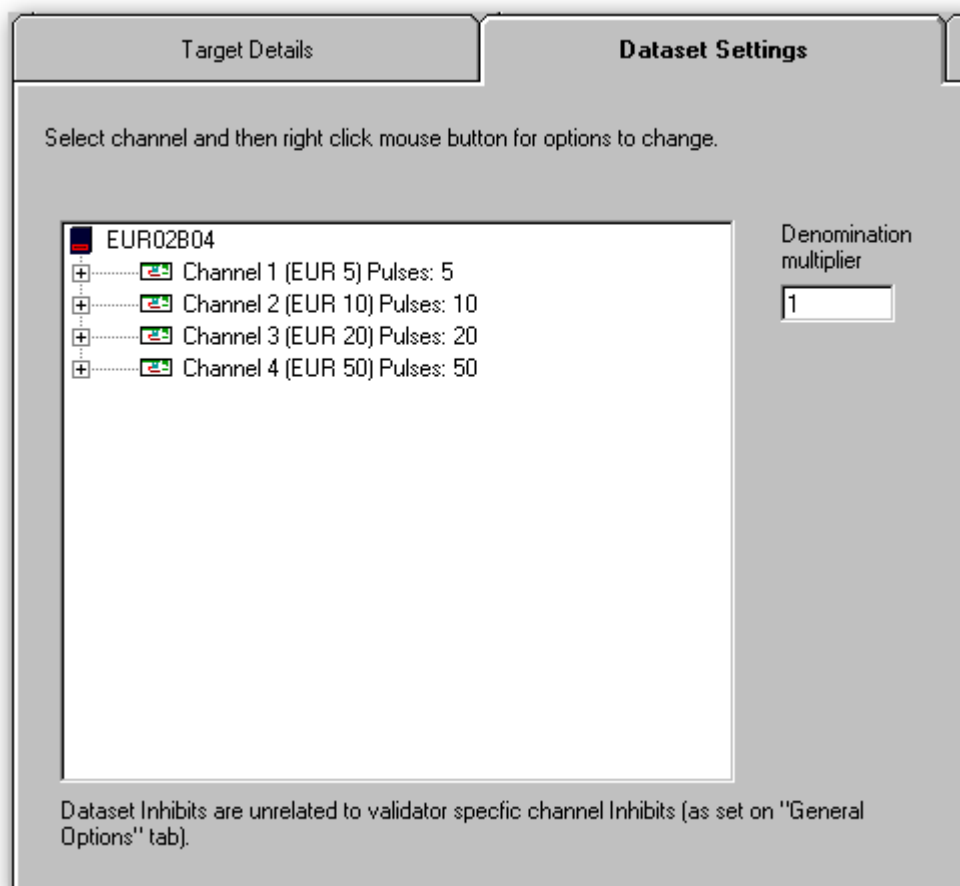 Target Details
Dataset Settings
Select channel and then right click mouse button for options to change.
EUR02B04
Channel 1 (EUR 5) Pulses: 5
Channel 2 (EUR 10) Pulses: 10
Channel 3 (EUR 20) Pulses: 20
Channel 4 (EUR 50) Pulses: 50
Denomination
multiplier
1
Dataset Inhibits are unrelated to validator specfic channel Inhibits (as set on "General
Options" tab).